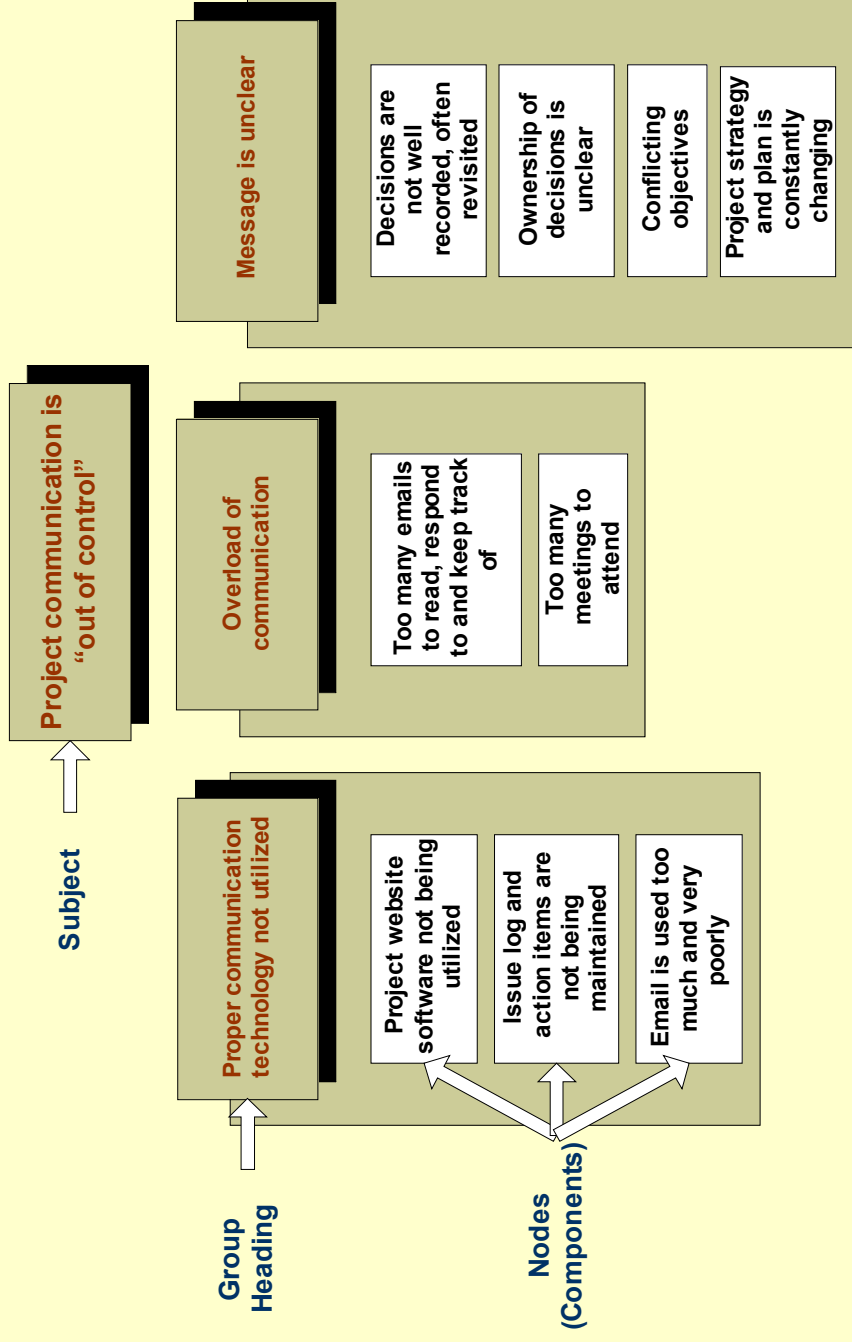 Subject
Project communication is
“out of control”
Group
Heading
Proper communication
technology not utilized
Overload of
communication
Message is unclear
Nodes
(Components)
Project website
software not being
utilized
Issue log and
action items are
not being
maintained
Email is used too
much and very
poorly
Too many emails
to read, respond
to and keep track
of
Too many
meetings to
attend
Decisions are
not well
recorded, often
revisited
Ownership of
decisions is
unclear
Conflicting
objectives
Project strategy
and plan is
constantly
changing